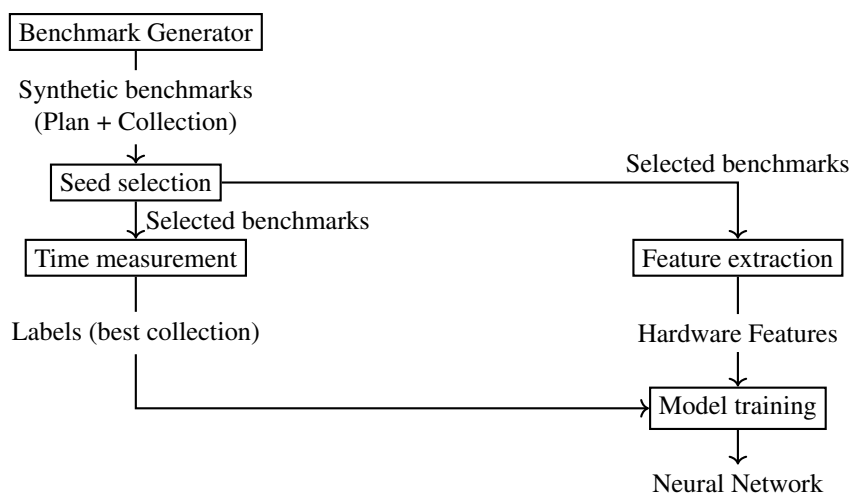 Benchmark Generator
Synthetic benchmarks
(Plan + Collection)
Selected benchmarks
Seed selection
Selected benchmarks
Time measurement
Feature extraction
Labels (best collection)
Hardware Features
Model training
Neural Network